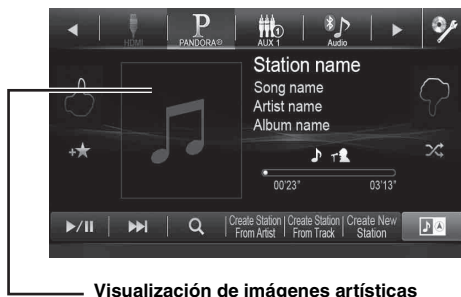 HDMI
P
PANDORA®
AUX 1
Audio
Station name
Song name
Artist name
Album name
00'23"
03'13"
Create Station From Artist
Create Station From Track
Create New Station
Visualización de imágenes artísticas